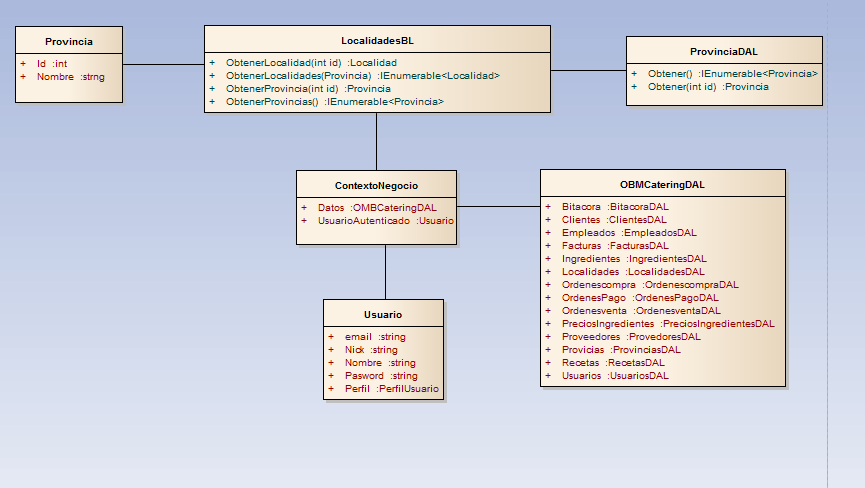 Provincia
+ Id :int
+ Nombre :strng
LocalidadesBL
+ ObtenerLocalidad(int id) :Localidad
+ ObtenerLocalidades(Provincia) :IEnumerable<Localidad>
+ ObtenerProvincia(int id) :Provincia
+ ObtenerProvincias() :IEnumerable<Provincia>
ProvinciaDAL
+ Obtener() :IEnumerable<Provincia>
+ Obtener(int id) :Provincia
ContextoNegocio
+ Datos :OMBCateringDAL
+ UsuarioAutenticado :Usuario
OBMCateringDAL
+ Bitacora :BitacoraDAL
+ Clientes :ClientesDAL
+ Empleados :EmpleadosDAL
+ Facturas :FacturasDAL
+ Ingredientes :IngredientesDAL
+ Localidades :LocalidadesDAL
+ Ordenescompra :OrdenescompraDAL
+ OrdenesPago :OrdenesPagoDAL
+ Ordenesventa :OrdenesventaDAL
+ PreciosIngredientes :PreciosIngredientesDAL
+ Proveedores :ProvedoresDAL
+ Provicias :ProvinciasDAL
+ Recetas :RecetasDAL
+ Usuarios :UsuariosDAL
Usuario
+ email :string
+ Nick :string
+ Nombre :string
+ Pasword :string
+ Perfil :PerfilUsuario